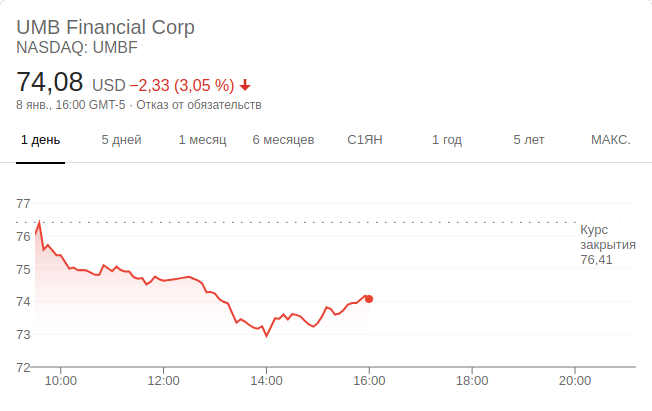 UMB Financial Corp
NASDAQ: UMBF
74,08 USD −2,33 (3,05 %)
8 янв., 16:00 GMT-5 · Отказ от обязательств
1 день 5 дней 1 месяц 6 месяцев С1ЯН 1 год 5 лет МАКС.
77
76
75
74
73
72
Курс
закрытия
76,41
10:00 12:00 14:00 16:00 18:00 20:00